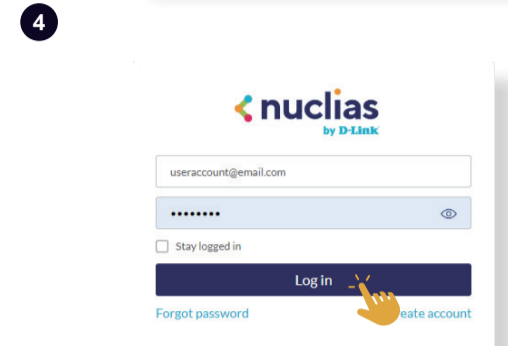 4
nuclias
by D-Link
useraccount@email.com
••••••••
Stay logged in
Log in
Forgot password eate account